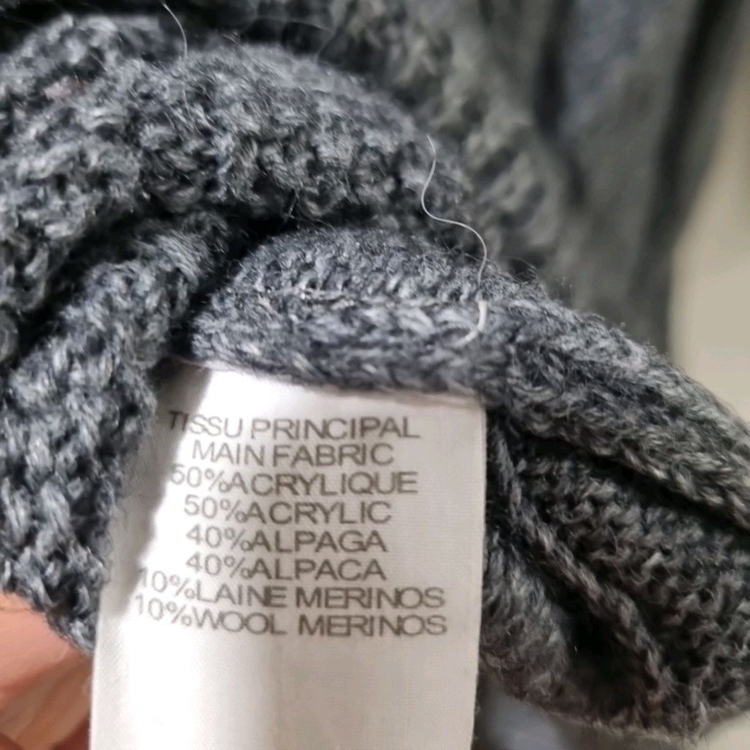 TISSU PRINCIPAL
MAIN FABRIC
50%ACRYLIQUE
50%ACRYLIC
40%ALPAGA
40%ALPACA
10%LAINE MERINOS
10%WOOL MERINOS